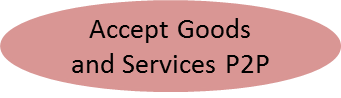 Accept Goods
and Services P2P